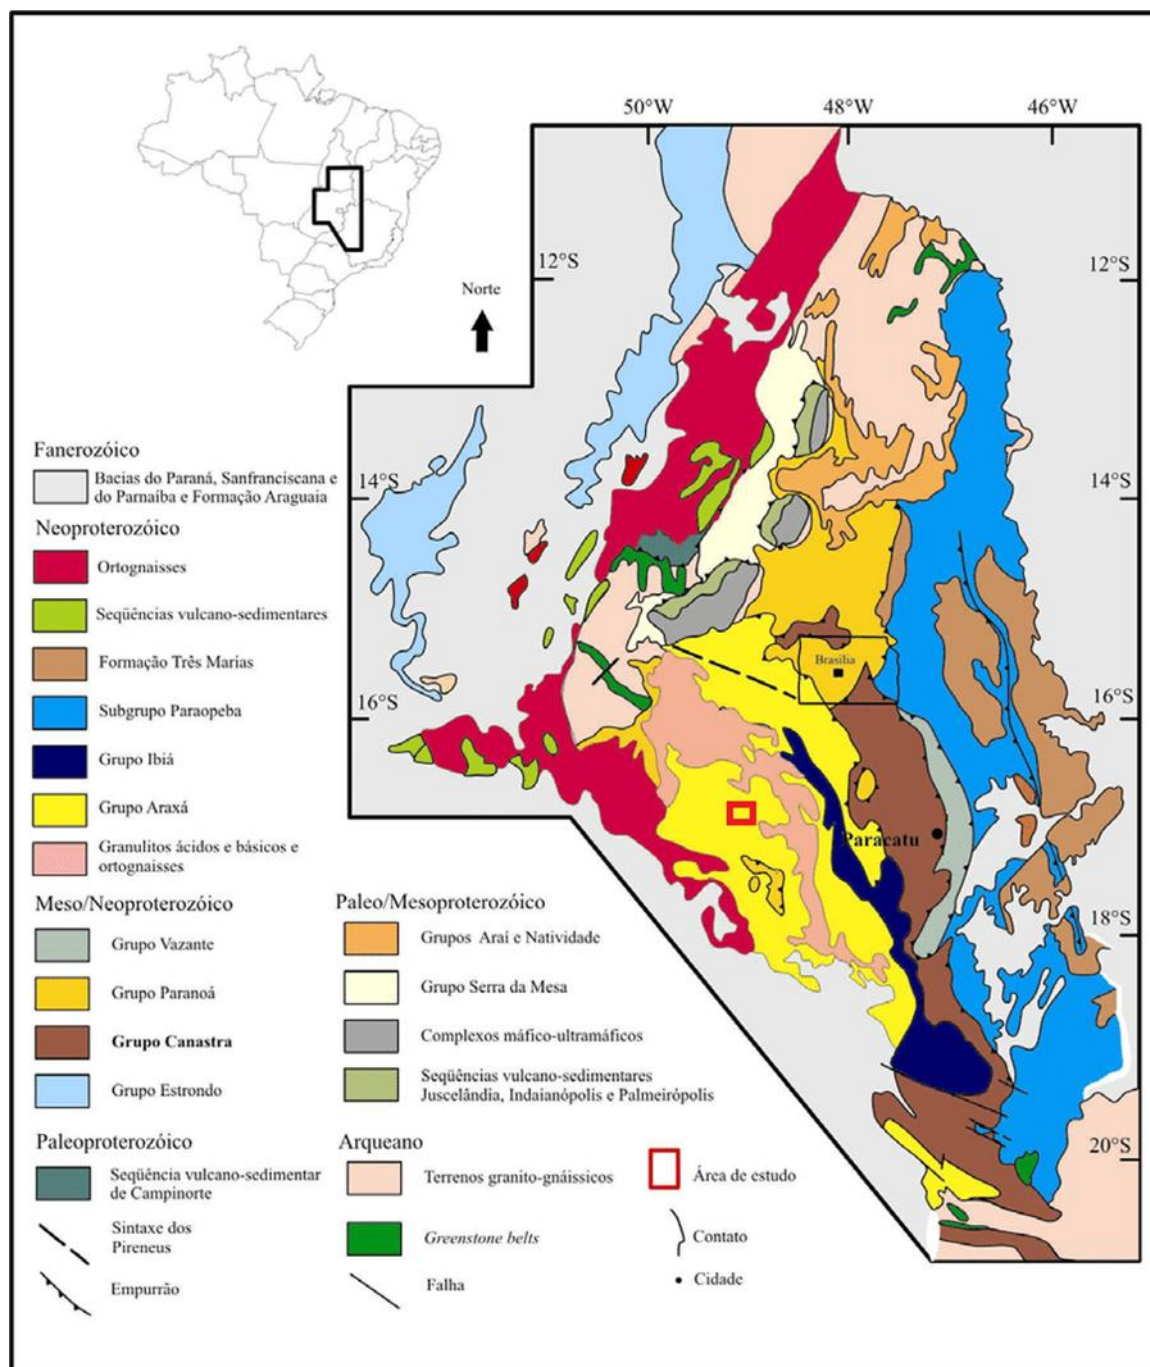 50°W
48°W
46°W
12°S
12°S
Norte
14°S
14°S
Brasília
16°S
16°S
Paracatu
18°S
20°S
Fanerozóico
Bacias do Paraná, Sanfranciscana e
do Parnaíba e Formação Araguaia
Neoproterozóico
Ortognaisses
Seqüências vulcano-sedimentares
Formação Três Marias
Subgrupo Paraopeba
Grupo Ibiá
Grupo Araxá
Granulitos ácidos e básicos e
ortognaisses
Meso/Neoproterozóico
Grupo Vazante
Grupo Paranoá
Grupo Canastra
Grupo Estrondo
Paleoproterozóico
Seqüência vulcano-sedimentar
de Campinorte
Sintaxe dos
Pireneus
Empurrão
Paleo/Mesoproterozóico
Grupos Araí e Natividade
Grupo Serra da Mesa
Complexos máfico-ultramáficos
Seqüências vulcano-sedimentares
Juscelândia, Indaianópolis e Palmeirópolis
Arqueano
Terrenos granito-gnáissicos
Greenstone belts
Falha
Área de estudo
Contato
Cidade